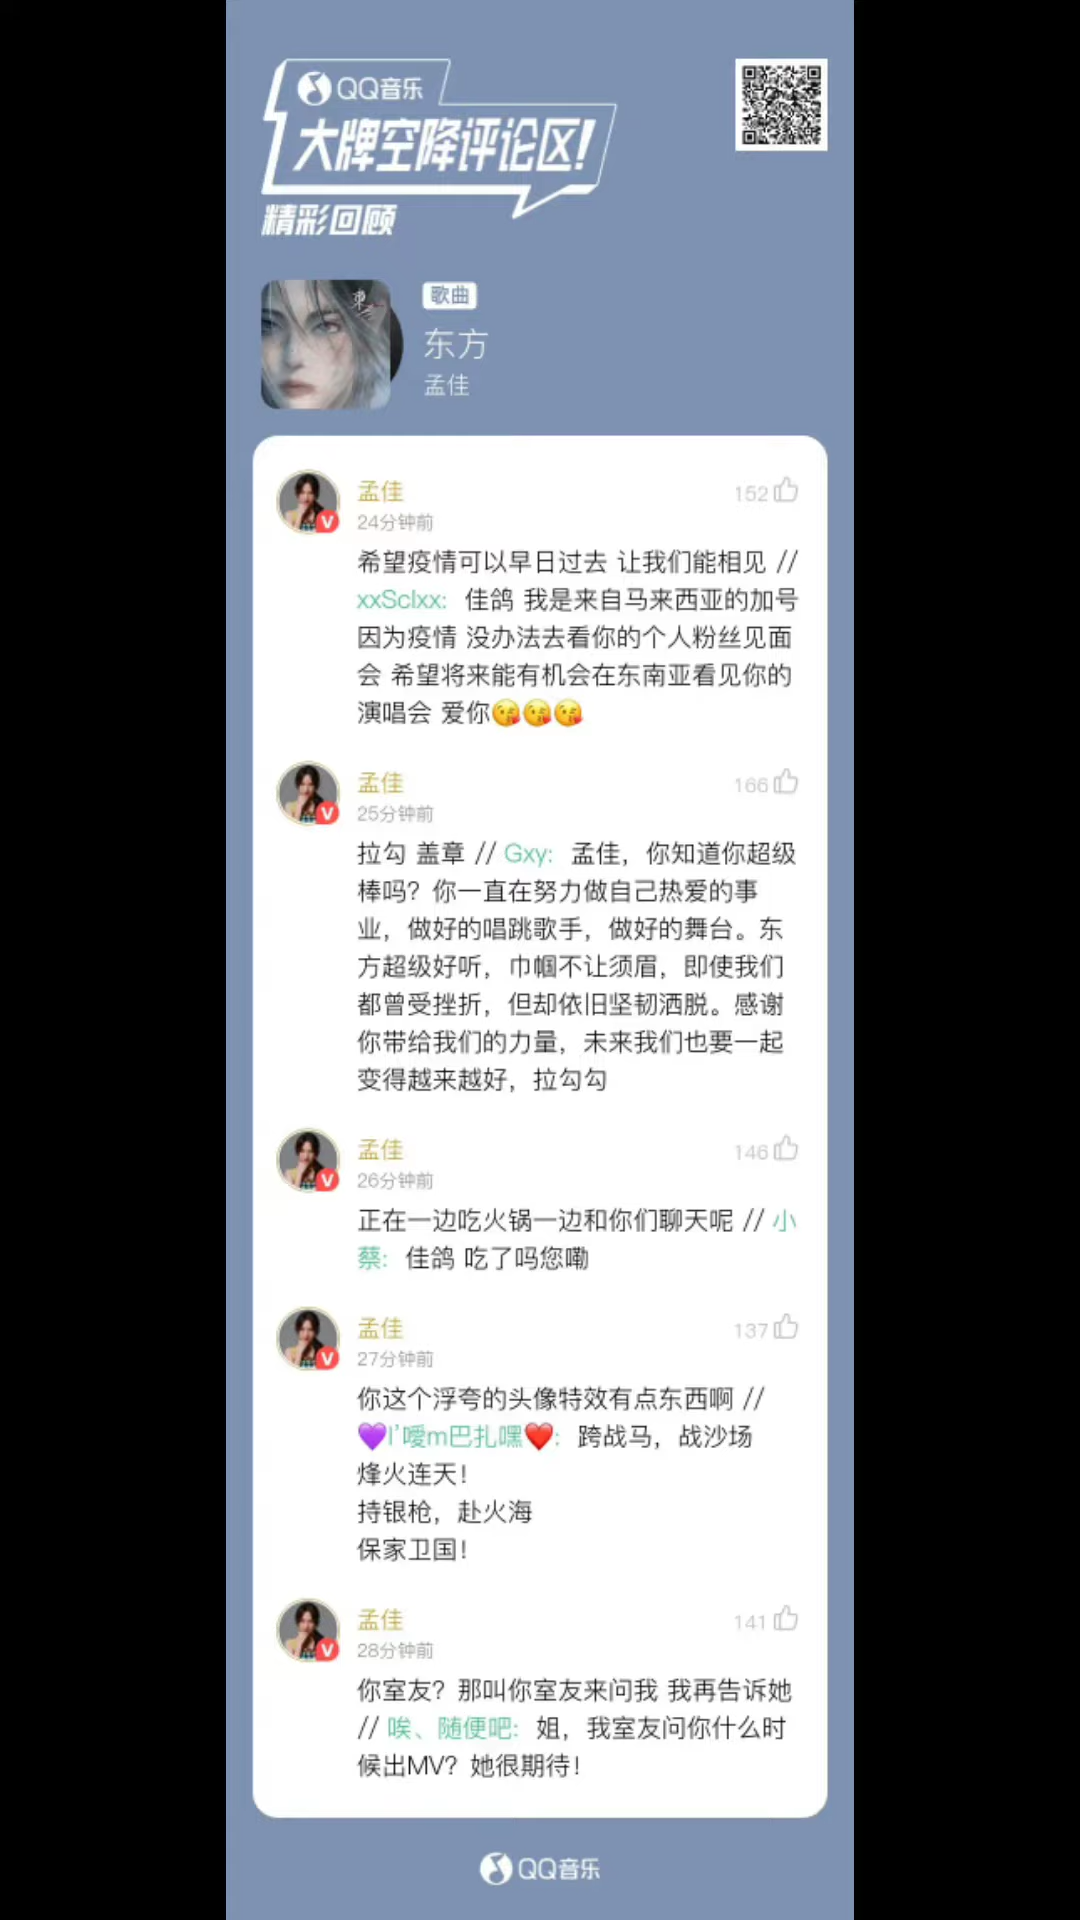 QQ音乐
大牌空降评论区!
精彩回顾
歌曲
东方
孟佳
孟佳
152
24分钟前
希望疫情可以早日过去 让我们能相见 //
xxSclxx: 佳鸽 我是来自马来西亚的加号
因为疫情 没办法去看你的个人粉丝见面
会 希望将来能有机会在东南亚看见你的
演唱会 爱你😘😘😘
孟佳
166
25分钟前
拉勾 盖章 // Gxy: 孟佳，你知道你超级
棒吗？你一直在努力做自己热爱的事
业，做好的唱跳歌手，做好的舞台。东
方超级好听，巾帼不让须眉，即使我们
都曾受挫折，但却依旧坚韧洒脱。感谢
你带给我们的力量，未来我们也要一起
变得越来越好，拉勾勾
孟佳
146
26分钟前
正在一边吃火锅一边和你们聊天呢 // 小
蔡: 佳鸽 吃了吗您嘞
孟佳
137
27分钟前
你这个浮夸的头像特效有点东西啊 //
💜I'噯m巴扎嘿❤️: 跨战马，战沙场
烽火连天！
持银枪，赴火海
保家卫国！
孟佳
141
28分钟前
你室友？那叫你室友来问我 我再告诉她
// 唉、随便吧: 姐，我室友问你什么时
候出MV？她很期待！
QQ音乐